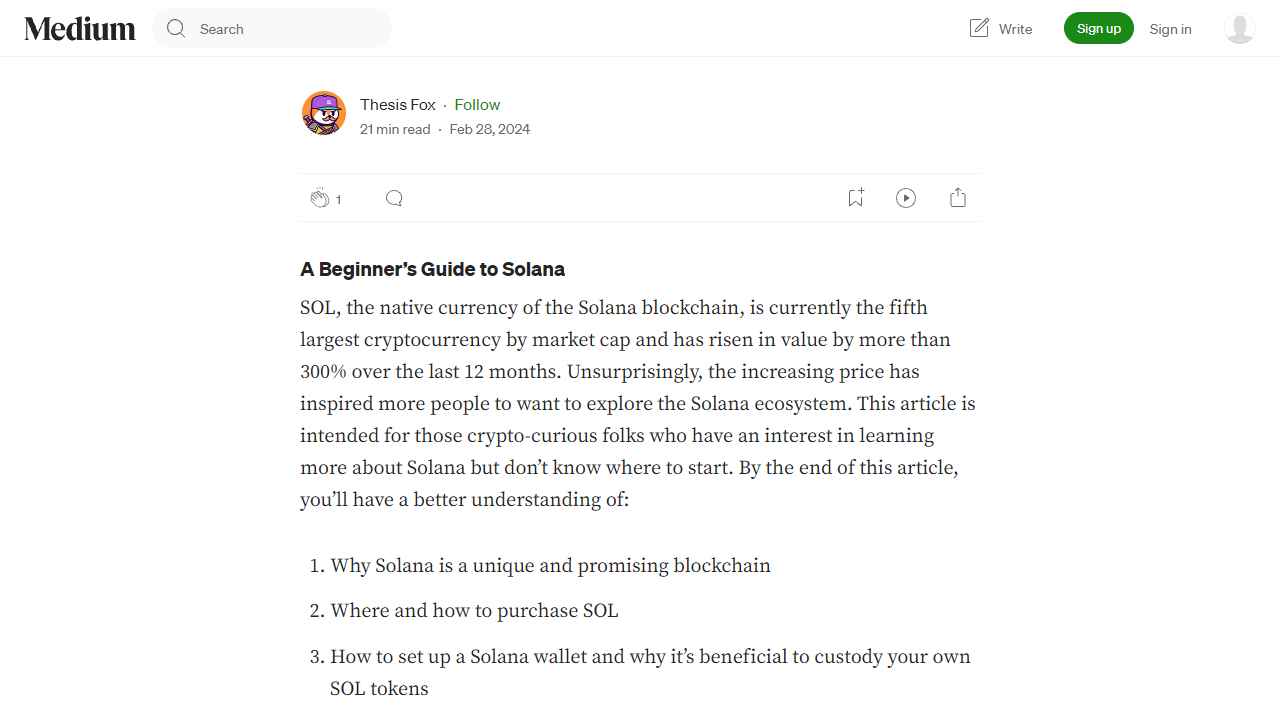 Medium
Search
Write
Sign up
Sign in
Thesis Fox · Follow
21 min read · Feb 28, 2024
1
A Beginner’s Guide to Solana
SOL, the native currency of the Solana blockchain, is currently the fifth
largest cryptocurrency by market cap and has risen in value by more than
300% over the last 12 months. Unsurprisingly, the increasing price has
inspired more people to want to explore the Solana ecosystem. This article is
intended for those crypto-curious folks who have an interest in learning
more about Solana but don’t know where to start. By the end of this article,
you’ll have a better understanding of:
1. Why Solana is a unique and promising blockchain
2. Where and how to purchase SOL
3. How to set up a Solana wallet and why it’s beneficial to custody your own
SOL tokens